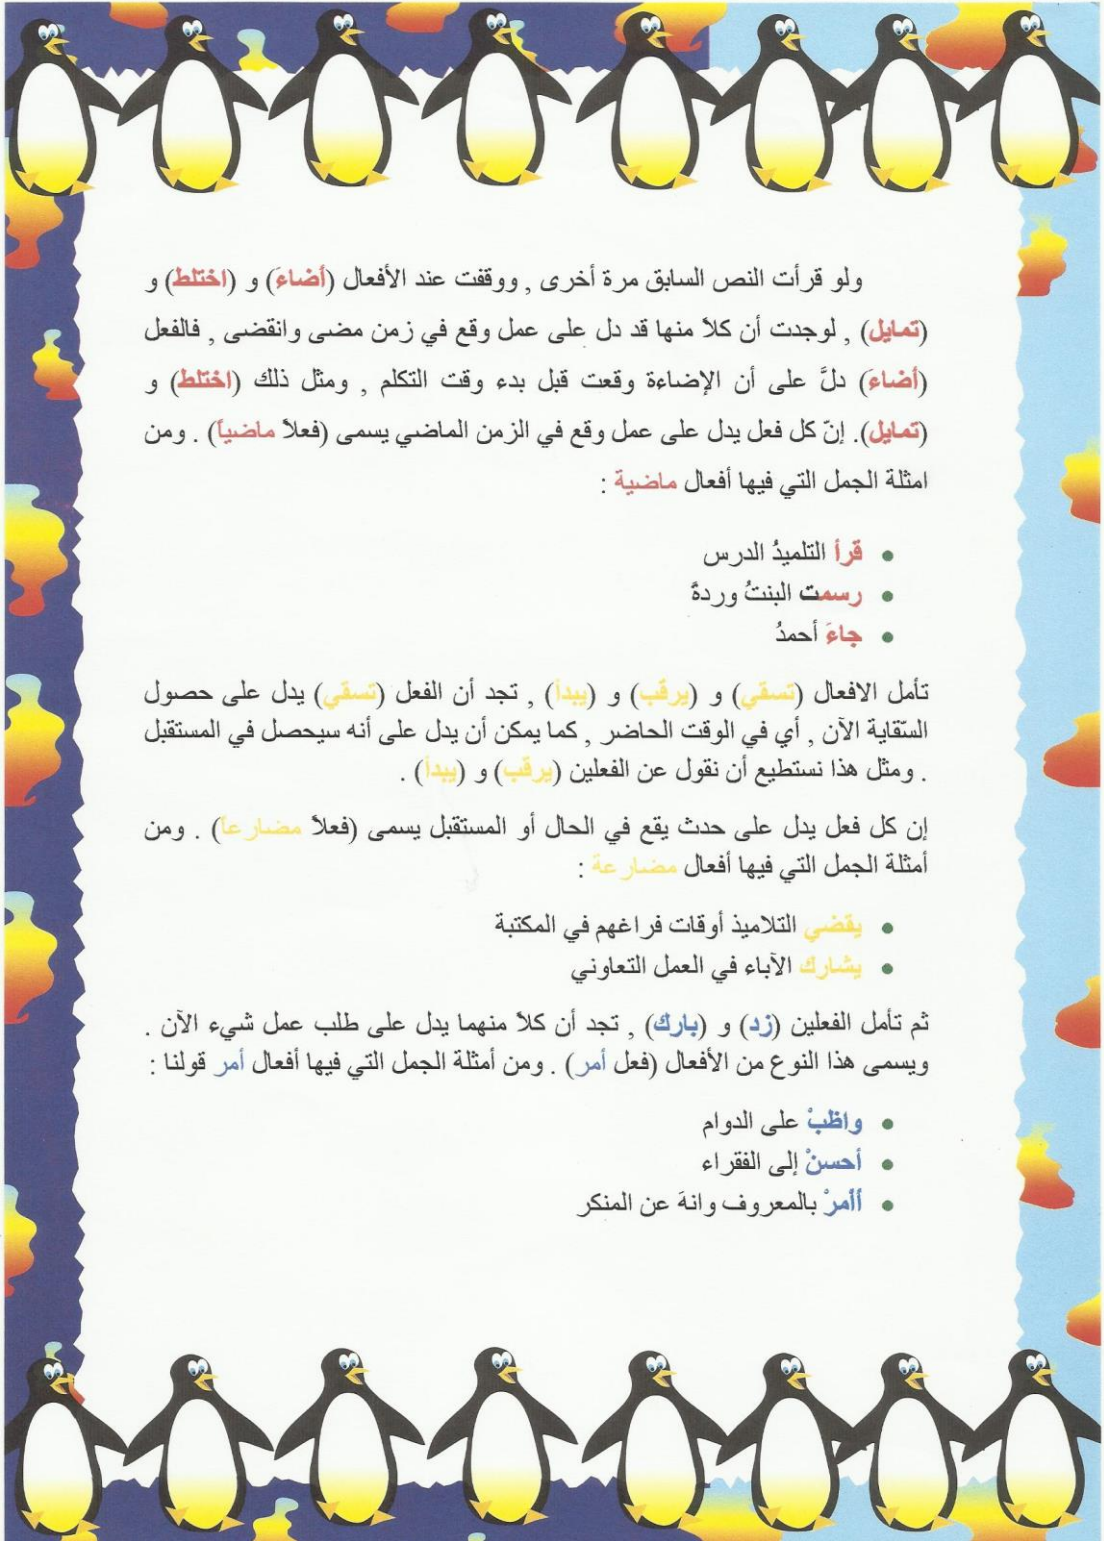 ولو قرأت النص السابق مرة أخرى , ووقفت عند الأفعال (أضاءَ) و (اختلط) و
(تمايل) , لوجدت أن كلاً منها قد دل على عمل وقع في زمن مضى وانقضى , فالفعل
(أضاءَ) دلَّ على أن الإضاءة وقعت قبل بدء وقت التكلم , ومثل ذلك (اختلط) و
(تمايل). إنّ كل فعل يدل على عمل وقع في الزمن الماضي يسمى (فعلاً ماضياً) . ومن
امثلة الجمل التي فيها أفعال ماضية :
• قرأ التلميذُ الدرس
• رسمت البنتُ وردةً
• جاءَ أحمدُ
تأمل الافعال (تسقي) و (يرقب) و (يبدأ) , تجد أن الفعل (تسقي) يدل على حصول
السّقاية الآن , أي في الوقت الحاضر , كما يمكن أن يدل على أنه سيحصل في المستقبل
. ومثل هذا نستطيع أن نقول عن الفعلين (يرقب) و (يبدأ) .
إن كل فعل يدل على حدث يقع في الحال أو المستقبل يسمى (فعلاً مضارعاً) . ومن
أمثلة الجمل التي فيها أفعال مضارعة :
• يقضي التلاميذ أوقات فراغهم في المكتبة
• يشارك الآباء في العمل التعاوني
ثم تأمل الفعلين (زد) و (بارك) , تجد أن كلاً منهما يدل على طلب عمل شيء الآن .
ويسمى هذا النوع من الأفعال (فعل أمر) . ومن أمثلة الجمل التي فيها أفعال أمر قولنا :
• واظبْ على الدوام
• أحسنْ إلى الفقراء
• أأمرْ بالمعروف وانهَ عن المنكر